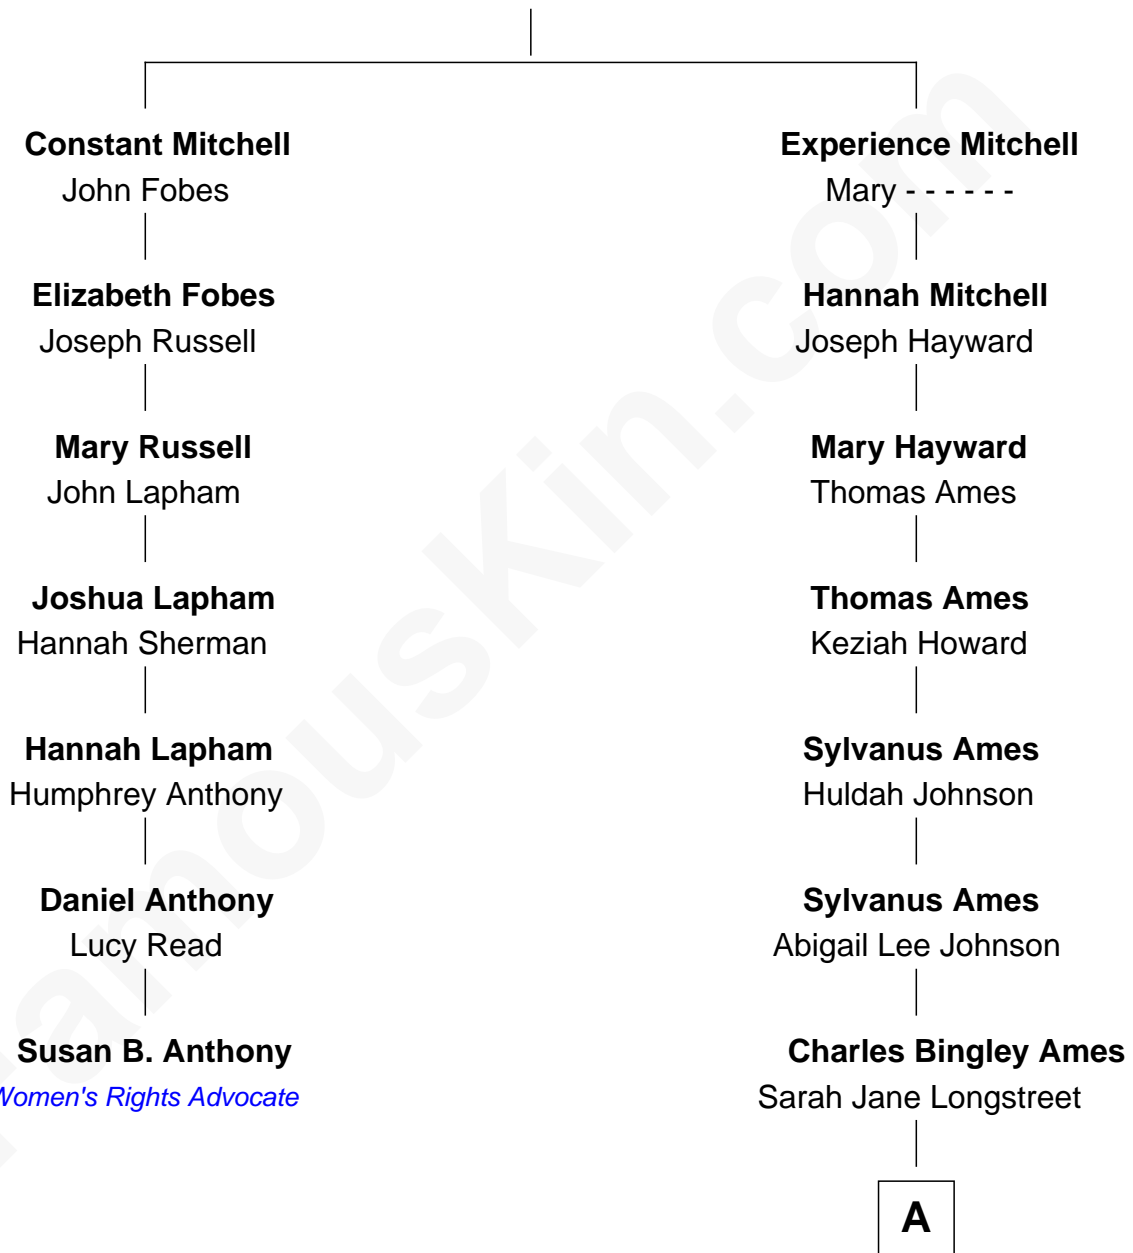 Constant Mitchell
John Fobes
Elizabeth Fobes
Joseph Russell
Mary Russell
John Lapham
Joshua Lapham
Hannah Sherman
Hannah Lapham
Humphrey Anthony
Daniel Anthony
Lucy Read
Susan B. Anthony
Women's Rights Advocate
Experience Mitchell
Mary - - - - - -
Hannah Mitchell
Joseph Hayward
Mary Hayward
Thomas Ames
Thomas Ames
Keziah Howard
Sylvanus Ames
Huldah Johnson
Sylvanus Ames
Abigail Lee Johnson
Charles Bingley Ames
Sarah Jane Longstreet
A
FamousKin.com